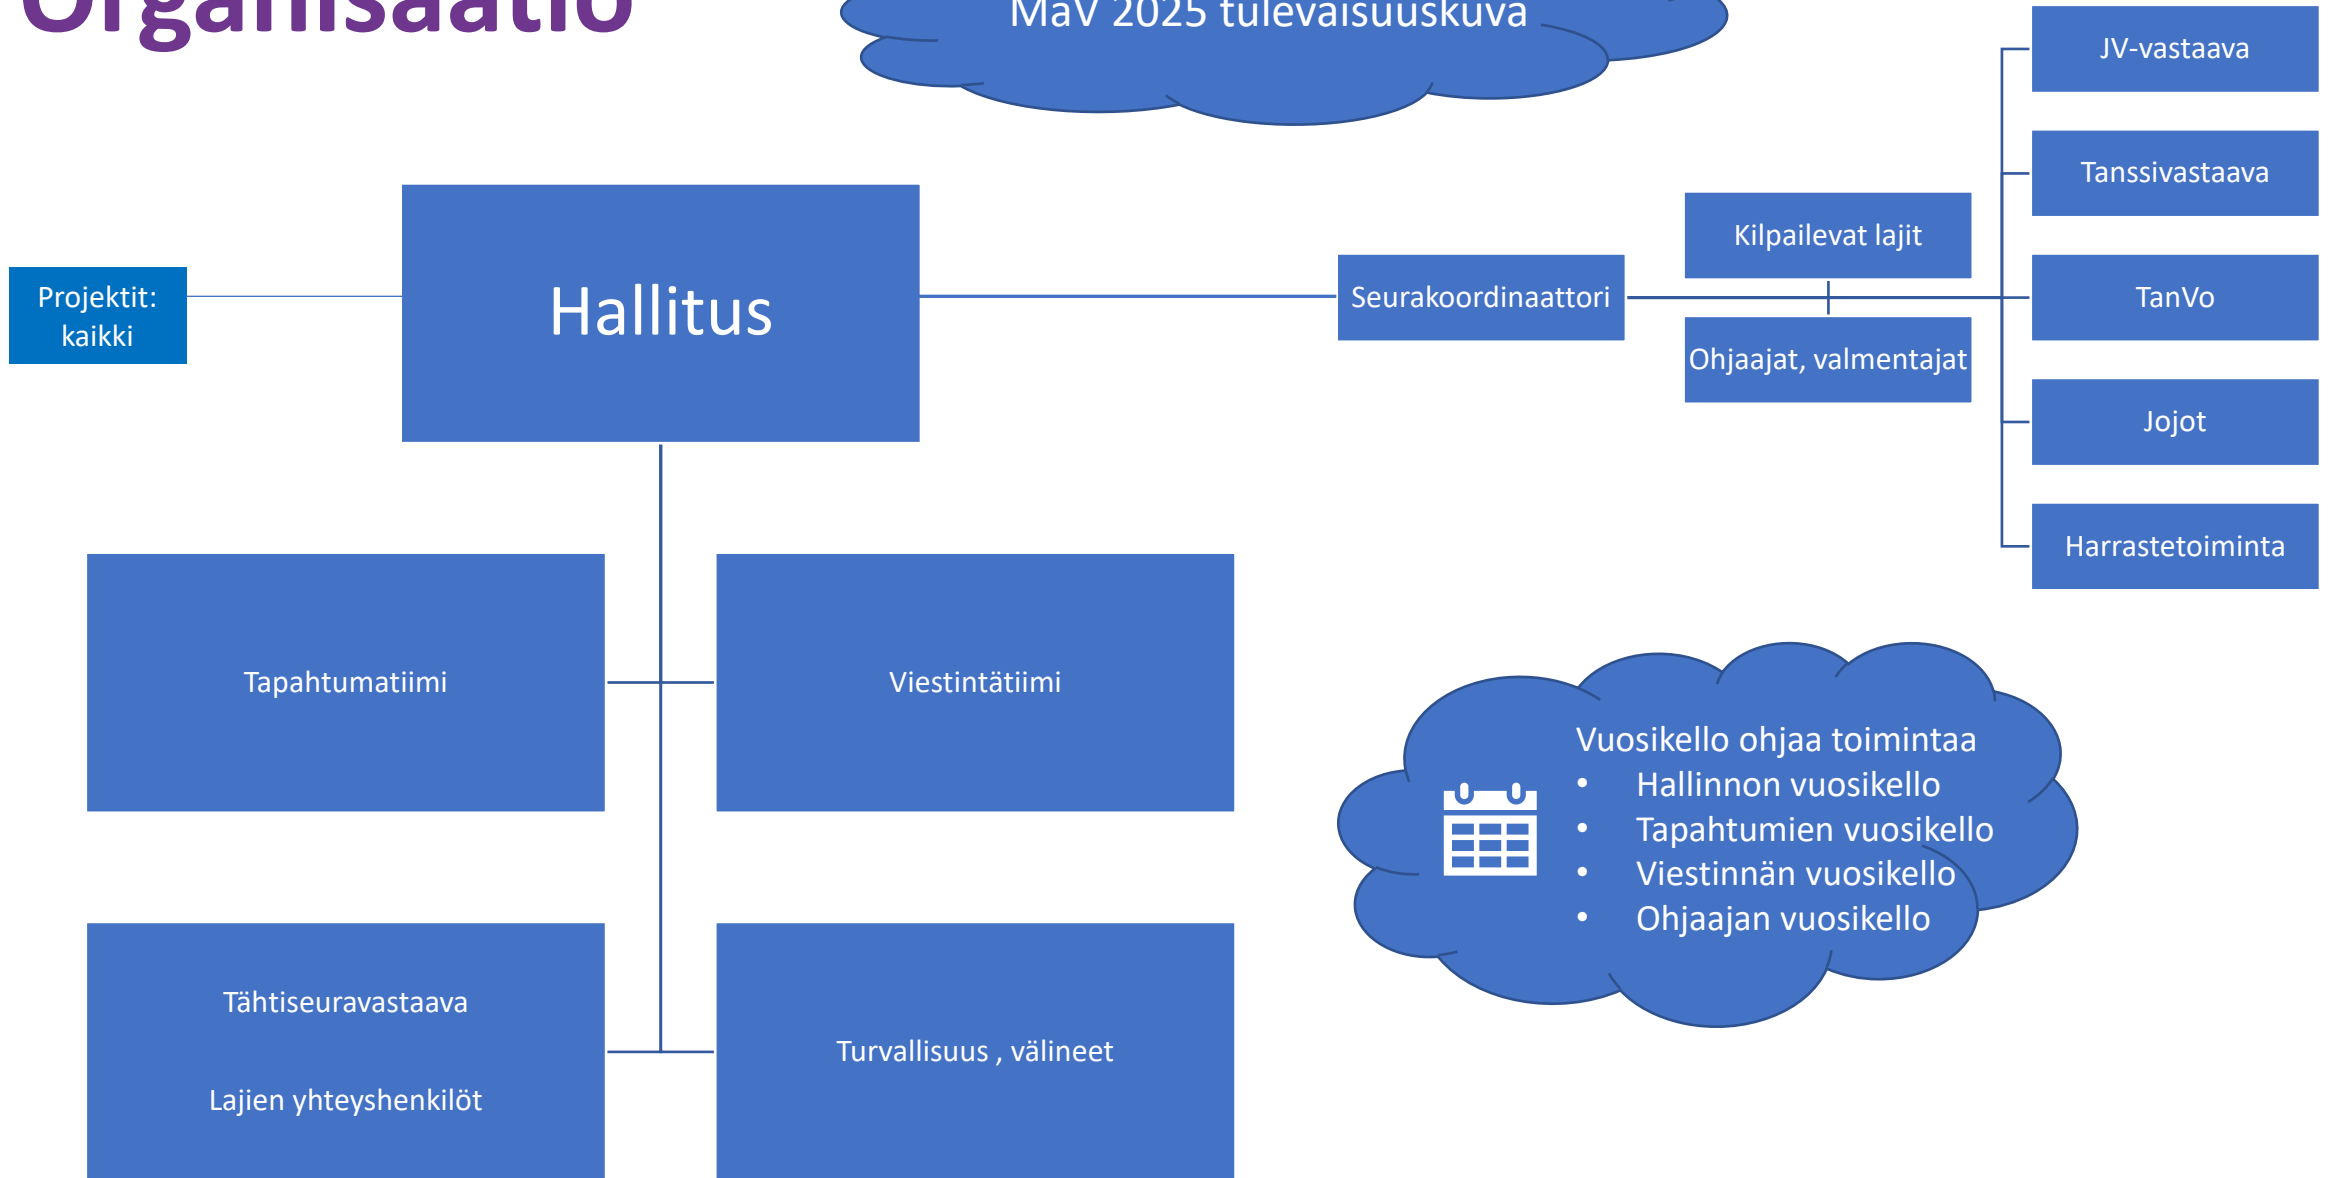 Organisaatio
MaV 2025 tulevaisuuskuva
JV-vastaava
Tanssivastaava
Kilpailevat lajit
Projektit:
kaikki
Hallitus
Seurakoordinaattori
TanVo
Ohjaajat, valmentajat
Jojot
Harrastetoiminta
Tapahtumatiimi
Viestintätiimi
Vuosikello ohjaa toimintaa
• Hallinnon vuosikello
• Tapahtumien vuosikello
• Viestinnän vuosikello
• Ohjaajan vuosikello
Tähtiseuravastaava
Lajien yhteyshenkilöt
Turvallisuus , välineet